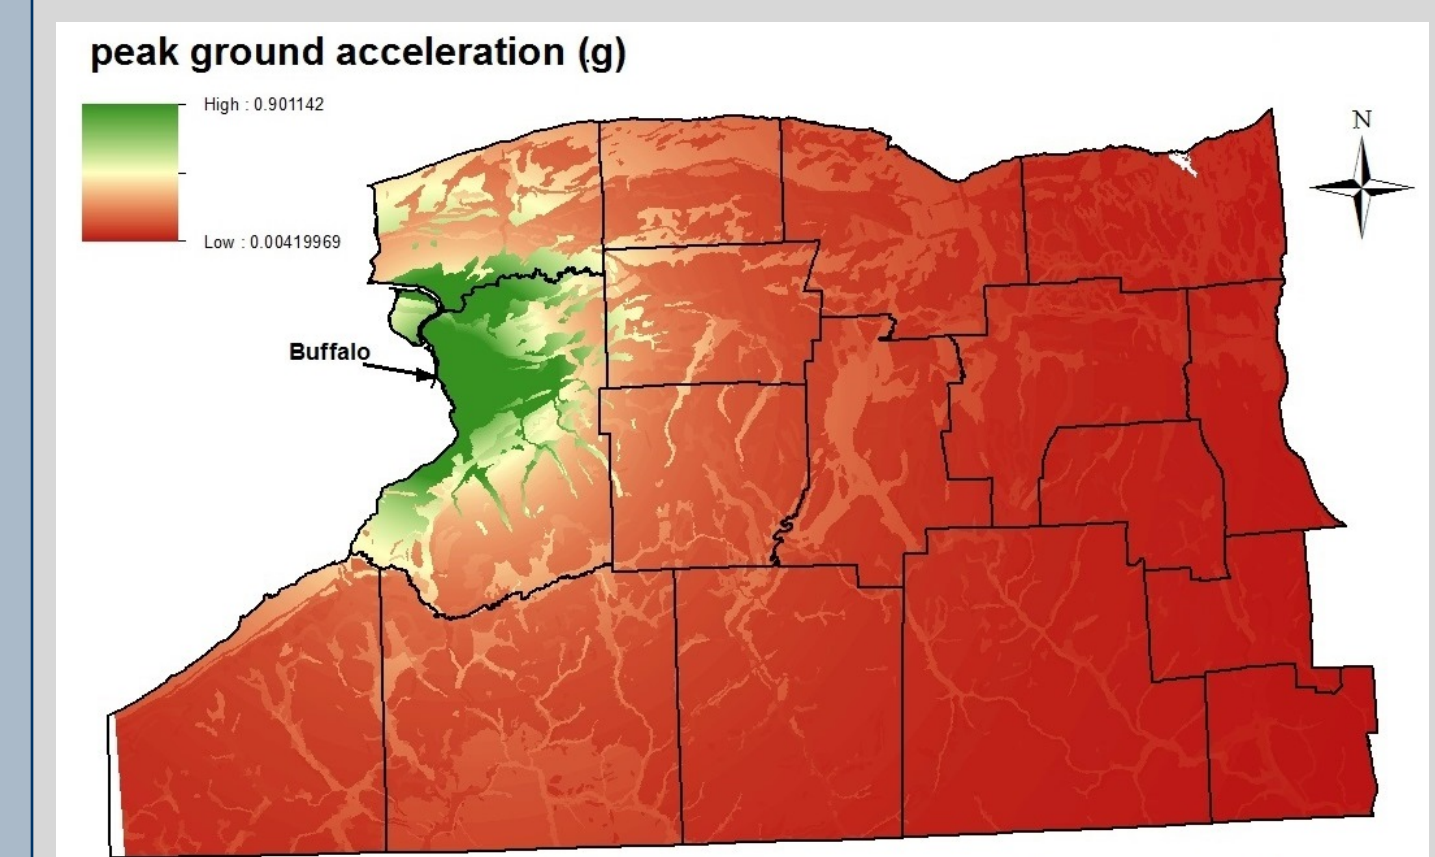 peak ground acceleration (g)
High : 0.901142
Low : 0.00419969
N
Buffalo